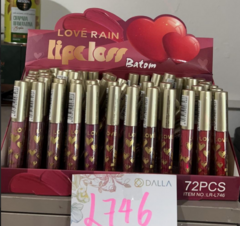 LOVE RAIN
Lipgloss
Batom
72PCS
ITEM NO.: LR-L746
DALLA
L746